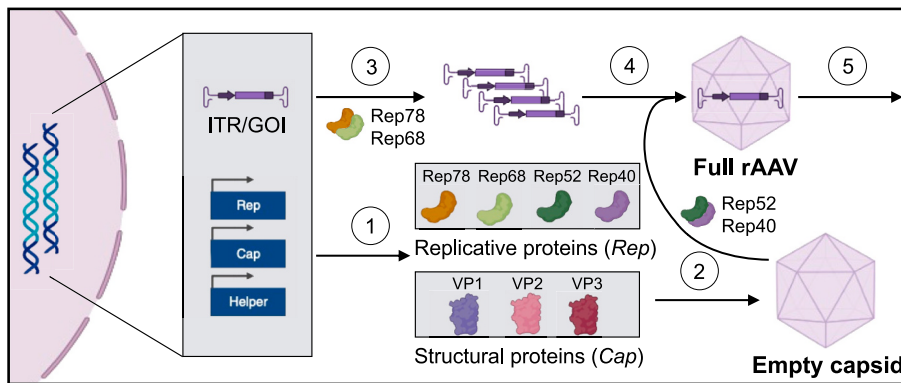 3
4
5
ITR/GOI
Rep78
Rep68
Full rAAV
Rep
Cap
Helper
1
Rep78 Rep68 Rep52 Rep40
Replicative proteins (Rep)
Rep52
Rep40
VP1 VP2 VP3
2
Structural proteins (Cap)
Empty capsid